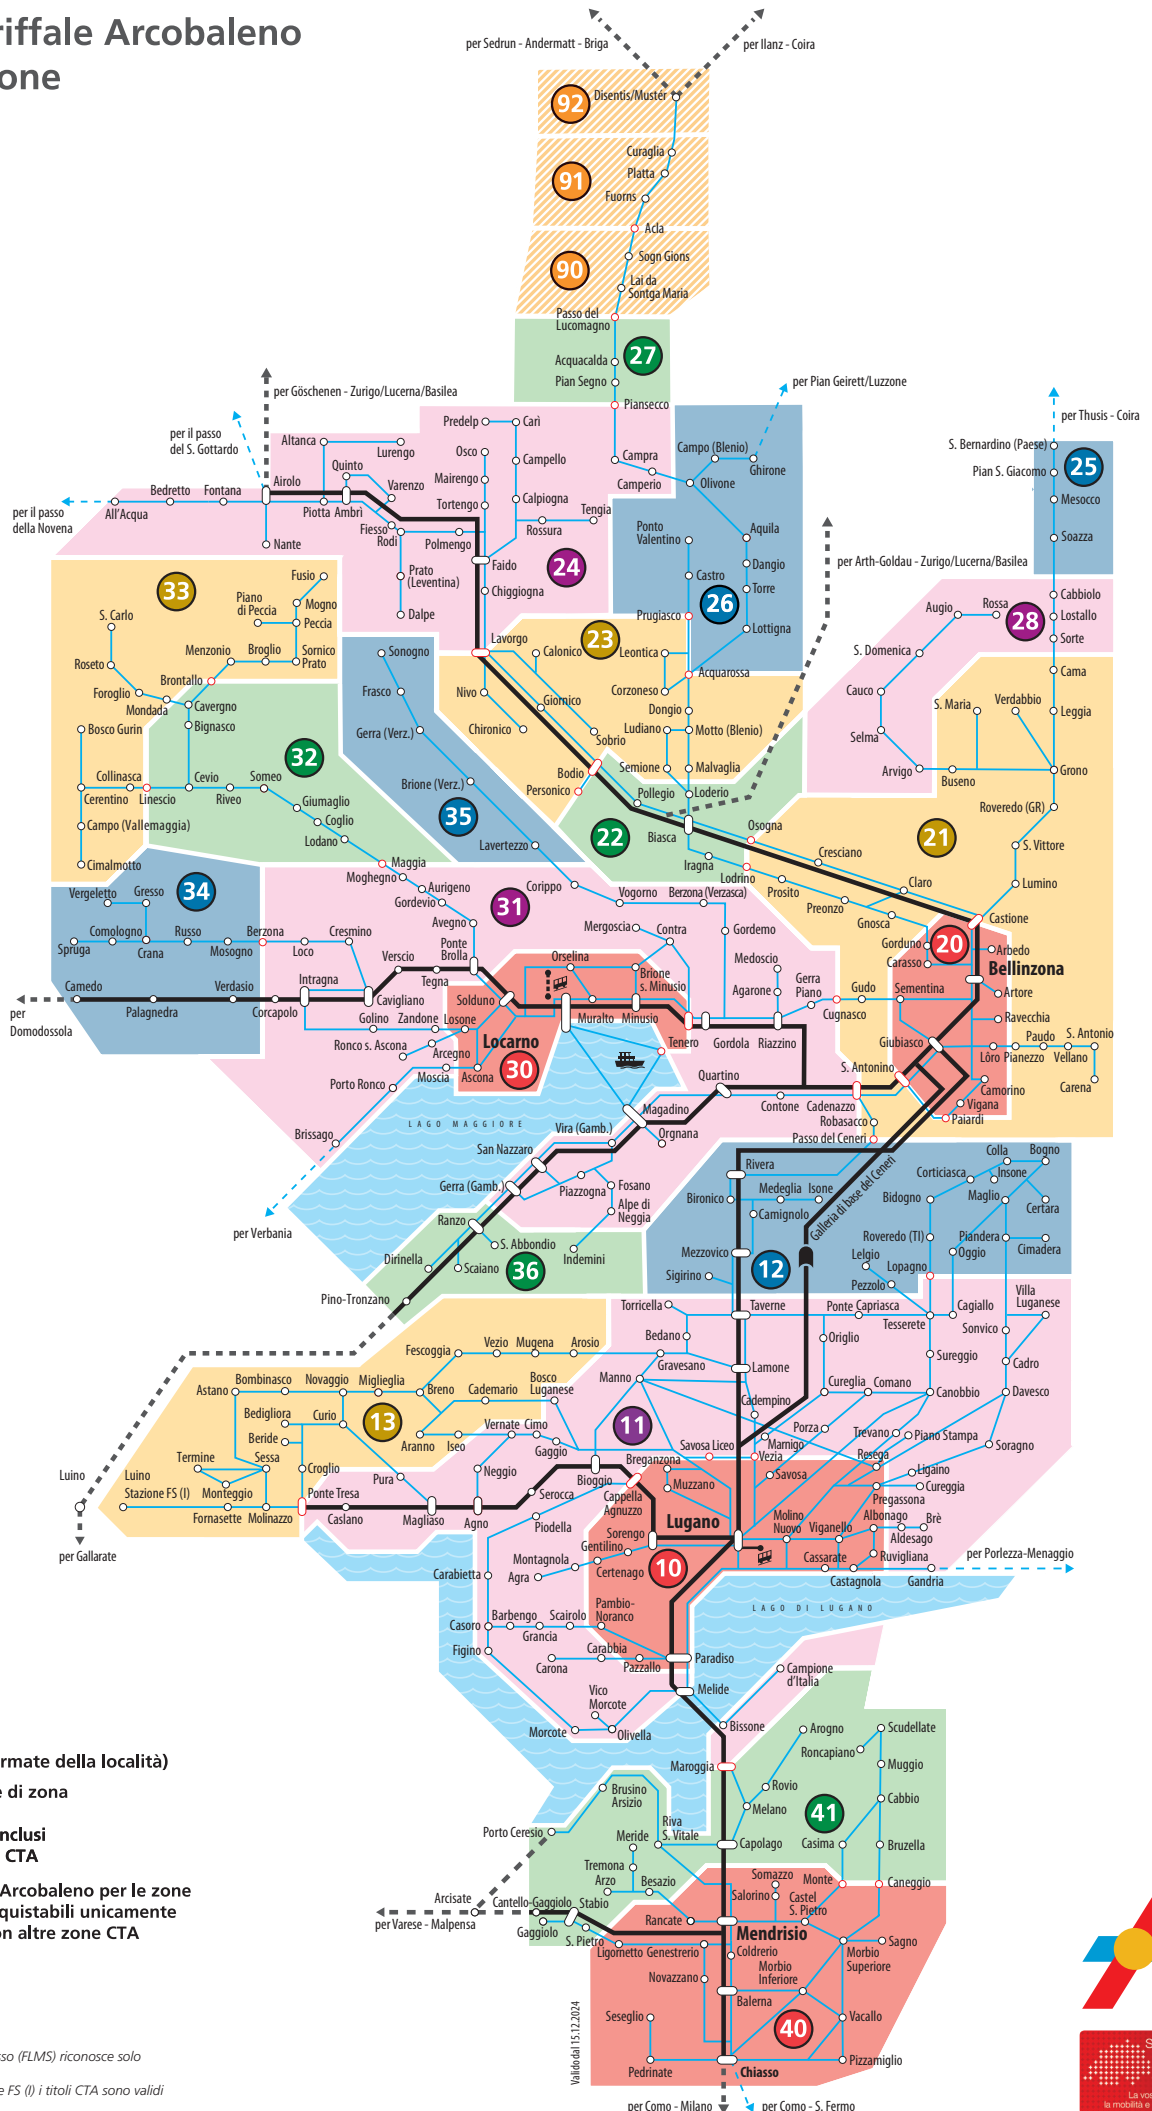 riffale Arcobaleno
one
per Sedrun - Andermatt - Briga
per Ilanz - Coira
92
Disentis/Mustér
Curaglia
91
Platta
Fuorns
Acla
Sogn Gions
90
Lai da
Sontga Maria
Passo del
Lucomagno
27
Acquacalda
Pian Segno
Piansecco
per Göschenen - Zurigo/Lucerna/Basilea
per Pian Geirett/Luzzone
per Thusis - Coira
per il passo
del S. Gottardo
per il passo
della Novena
Altanca
Lurengo
Predelp
Carì
Osco
Campello
Mairengo
Calpiogna
Tortengo
Tengia
Rossura
Quinto
Varenzo
Airolo
Bedretto
Fontana
All'Acqua
Piotta
Ambrì
Fiesso
Rodi
Polmengo
Nante
Prato
(Leventina)
Dalpe
Faido
24
Chiggiogna
Lavorgo
Campra
Camperio
Campo (Blenio)
Ghirone
Olivone
Ponto
Valentino
Aquila
Castro
Dangio
Torre
26
Prugiasco
Lottigna
Acquarossa
S. Bernardino (Paese)
Pian S. Giacomo
25
Mesocco
Soazza
per Arth-Goldau - Zurigo/Lucerna/Basilea
Cabbiolo
Lostallo
Sorte
28
Augio
Rossa
S. Domenica
Cauco
Selma
Arvigo
Cama
S. Maria
Verdabbio
Leggia
Buseno
Grono
Roveredo (GR)
S. Vittore
Lumino
21
33
Fusio
Piano
di Peccia
Mogno
Peccia
S. Carlo
Menzonio
Broglio
Sornico
Prato
Roseto
Brontallo
Foroglio
Mondada
Cavergno
Bignasco
Bosco Gurin
32
Collinasca
Cevio
Someo
Cerentino
Linescio
Riveo
Giumaglio
Coglio
Lodano
Campo (Vallemaggia)
Cimalmotto
Sonogno
Frasco
Gerra (Verz.)
Brione (Verz.)
35
Lavertezzo
23
Calonico
Leontica
Nivo
Giornico
Corzoneso
Dongio
Chironico
Sobrio
Ludiano
Motto (Blenio)
Bodio
Semione
Malvaglia
Personico
Pollegio
Loderio
22
Biasca
Osogna
Iragna
Lodrino
Cresciano
Prosito
Claro
Preonzo
Gnosca
Castione
34
Vergeletto
Gresso
Comologno
Russo
Berzona
Cresmino
Spruga
Crana
Mosogno
Loco
Maggia
Moghegno
Aurigeno
Gordevio
Avegno
31
Corippo
Vogorno
Berzona (Verzasca)
Mergoscia
Contra
Gordemo
Verscio
Ponte
Brolla
Tegna
Orselina
Brione
s. Minusio
Medoscio
Agarone
Gerra
Piano
Gudo
Cugnasco
Sementina
Gorduno
Carasso
20
Arbedo
Bellinzona
Artore
Ravecchia
Giubiasco
Lôro
Pianezzo
Paudo
Vellano
S. Antonio
Carena
Camorino
Vigana
Paiardi
S. Antonino
Cadenazzo
Robasacco
Passo del Ceneri
Camedo
Verdasio
Intragna
Palagnedra
Corcapolo
Cavigliano
Solduno
per
Domodossola
Golino
Zandone
Losone
Ronco s. Ascona
Arcegno
Locarno
30
Muralto
Minusio
Tenero
Gordola
Riazzino
Porto Ronco
Moscia
Ascona
Quartino
Contone
Brissago
LAGO MAGGIORE
Magadino
Vira (Gamb.)
Orgnana
San Nazzaro
Gerra (Gamb.)
Piazzogna
Fosano
Alpe di
Neggia
Indemini
per Verbania
Ranzo
S. Abbondio
Dirinella
Scaiano
36
Pino-Tronzano
Rivera
Bironico
Medeglia
Isone
Camignolo
Galleria di base del Ceneri
Mezzovico
12
Sigirino
Colla
Bogno
Corticiasca
Insone
Bidogno
Maglio
Certara
Roveredo (TI)
Piandera
Lelgio
Oggio
Cimadera
Lopagno
Pezzolo
Villa
Luganese
Torricella
Taverne
Ponte Capriasca
Tesserete
Cagiallo
Sonvico
Bedano
Origlio
Gravesano
Lamone
Sureggio
Cadro
Manno
Cureglia
Comano
Canobbio
Davesco
Cadempino
Porza
Trevano
Piano Stampa
Mamigo
Soragno
Savosa Liceo
Vezia
Resega
Savosa
Ligaino
Cureggia
Pregassona
Fescoggia
Vezio
Mugena
Arosio
Bombinasco
Novaggio
Miglieglia
Astano
Breno
Cademario
Bosco
Luganese
Bedigliora
Curio
13
Beride
Vernate
Cimo
Aranno
Iseo
Gaggio
11
Termine
Sessa
Croglio
Pura
Neggio
Bioggio
Breganzona
Muzzano
Luino
Luino
Stazione FS (I)
Monteggio
Ponte Tresa
Serocca
Cappella
Agnuzzo
Fornasette
Molinazzo
Caslano
Magliaso
Agno
Piodella
per Gallarate
Lugano
Molino
Nuovo
Viganello
Albonago
Brè
Aldesago
Sorengo
Gentilino
Montagnola
Certenago
10
Cassarate
Ruvigliana
Agra
Castagnola
Gandria
per Porlezza-Menaggio
Carabietta
LAGO DI LUGANO
Pambio-
Noranco
Casoro
Barbengo
Scairolo
Grancia
Figino
Carabbia
Carona
Pazzallo
Paradiso
Vico
Morcote
Melide
Campione
d'Italia
Morcote
Olivella
Bissone
Arogno
Scudellate
Roncapiano
Maroggia
Muggio
Rovio
Brusino
Arsizio
Melano
41
Cabbio
Porto Ceresio
Riva
S. Vitale
Meride
Capolago
Casima
Bruzella
Tremona
Somazzo
Monte
Arzo
Besazio
Salorino
Castel
S. Pietro
Caneggio
Arcisate
Cantello-Gaggiolo
Stabio
per Varese - Malpensa
Rancate
Gaggiolo
S. Pietro
Mendrisio
Ligornetto
Genestrerio
Coldrerio
Morbio
Superiore
Sagno
Novazzano
Morbio
Inferiore
Balerna
Seseglio
40
Vacallo
Pedrinate
Chiasso
Pizzamiglio
per Como - Milano
per Como - S. Fermo
Valido dal 15.12.2024
ermate della località)
e di zona
nclusi
CTA
Arcobaleno per le zone
quistabili unicamente
on altre zone CTA
sso (FLMS) riconosce solo
e FS (I) i titoli CTA sono validi
S
La vos
la mobilità e